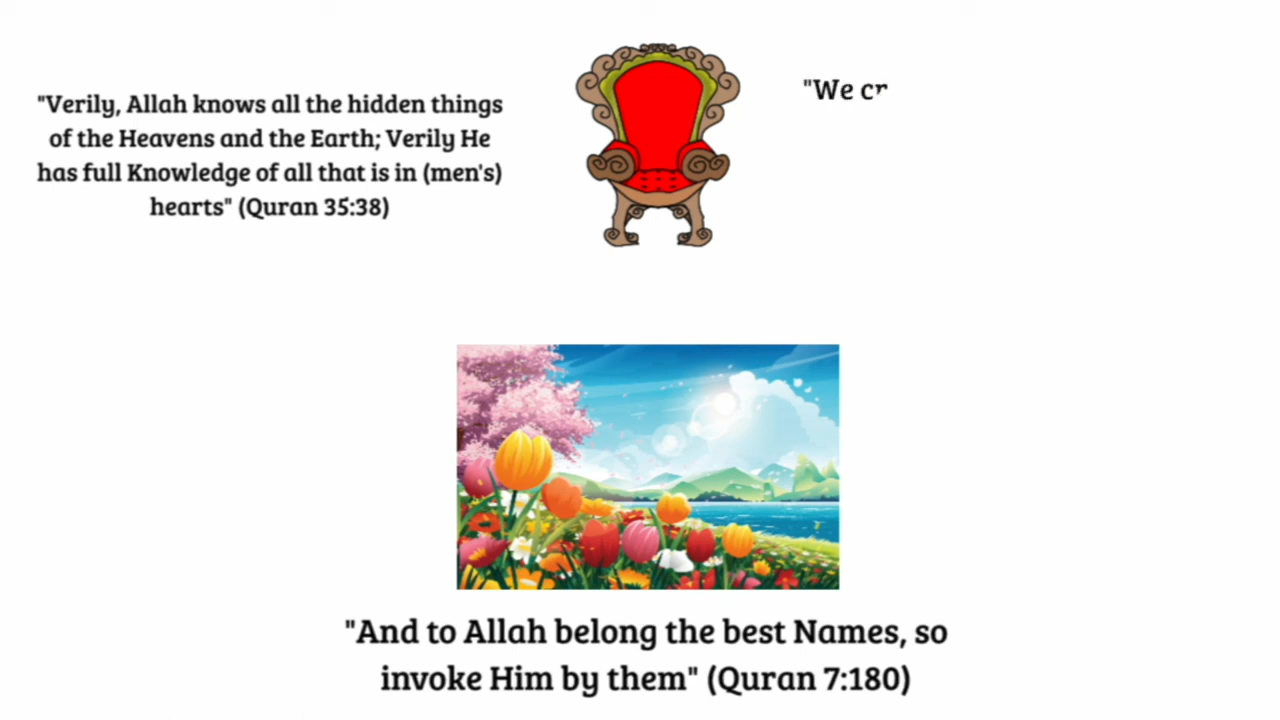 "Verily, Allah knows all the hidden things
of the Heavens and the Earth; Verily He
has full Knowledge of all that is in (men's)
hearts" (Quran 35:38)
"We cr
"And to Allah belong the best Names, so
invoke Him by them" (Quran 7:180)